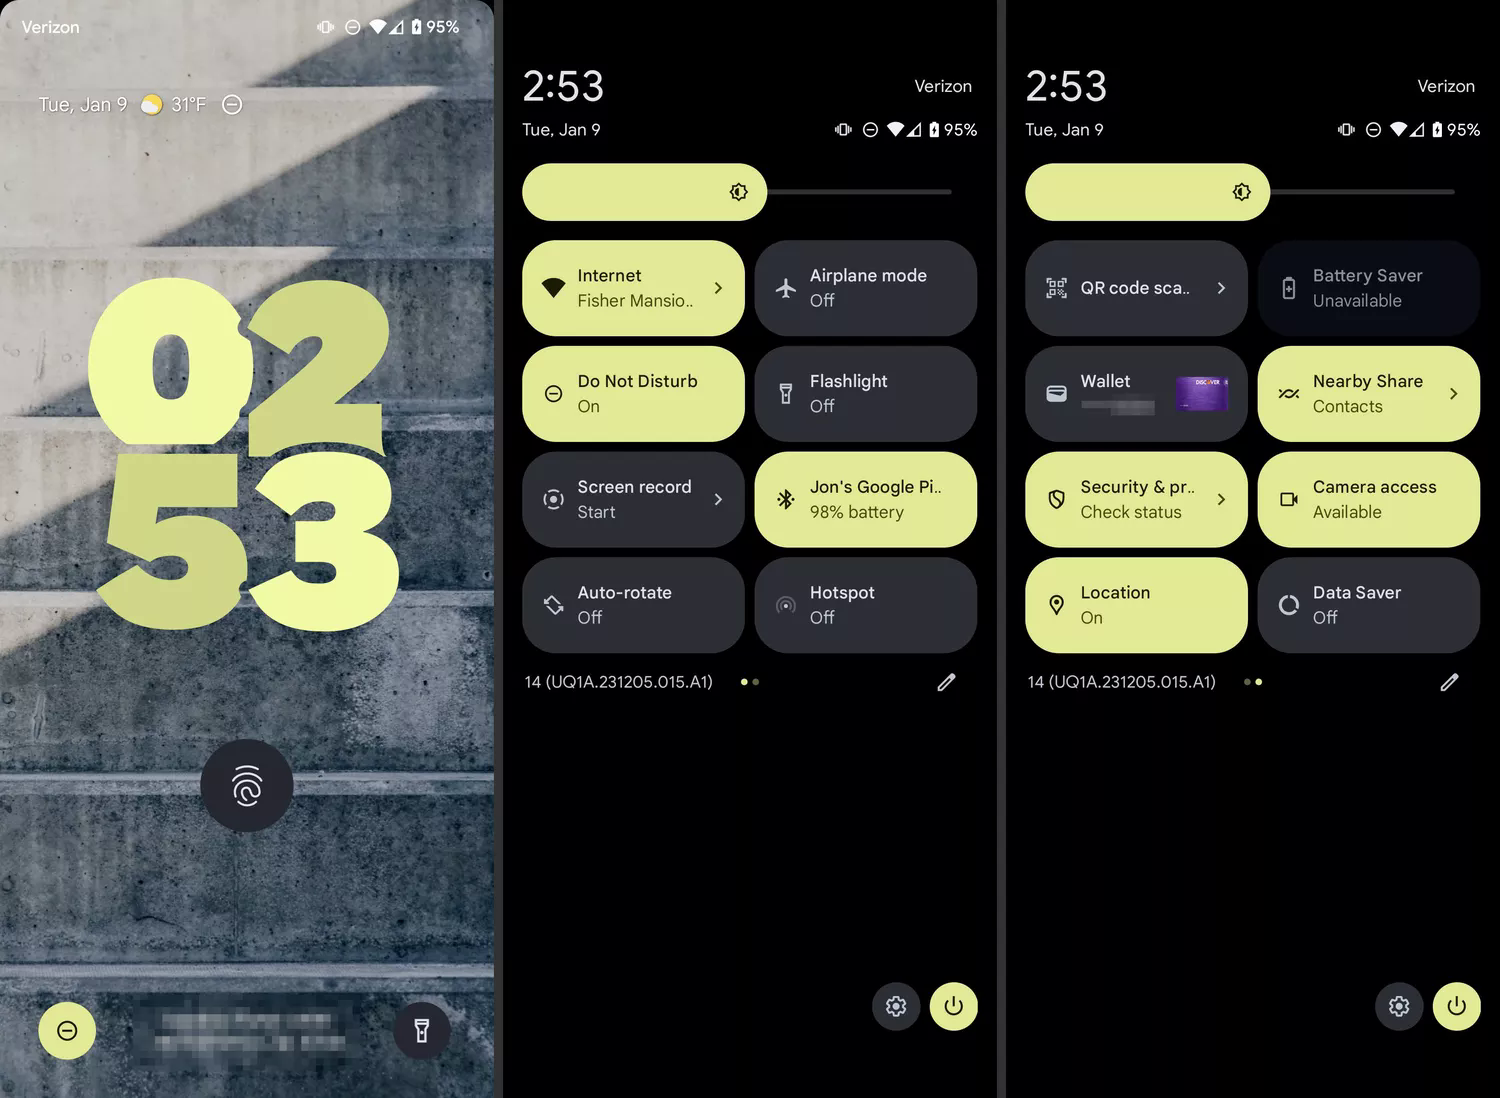 Verizon
95%
Tue, Jan 9
31°F
02
53
2:53
Verizon
Tue, Jan 9
95%
Internet
Fisher Mansio..
Airplane mode
Off
Do Not Disturb
On
Flashlight
Off
Screen record
Start
Jon's Google Pi..
98% battery
Auto-rotate
Off
Hotspot
Off
14 (UQ1A.231205.015.A1)
2:53
Verizon
Tue, Jan 9
95%
QR code sca..
Battery Saver
Unavailable
Wallet
DISCOVER
Nearby Share
Contacts
Security & pr..
Check status
Camera access
Available
Location
On
Data Saver
Off
14 (UQ1A.231205.015.A1)